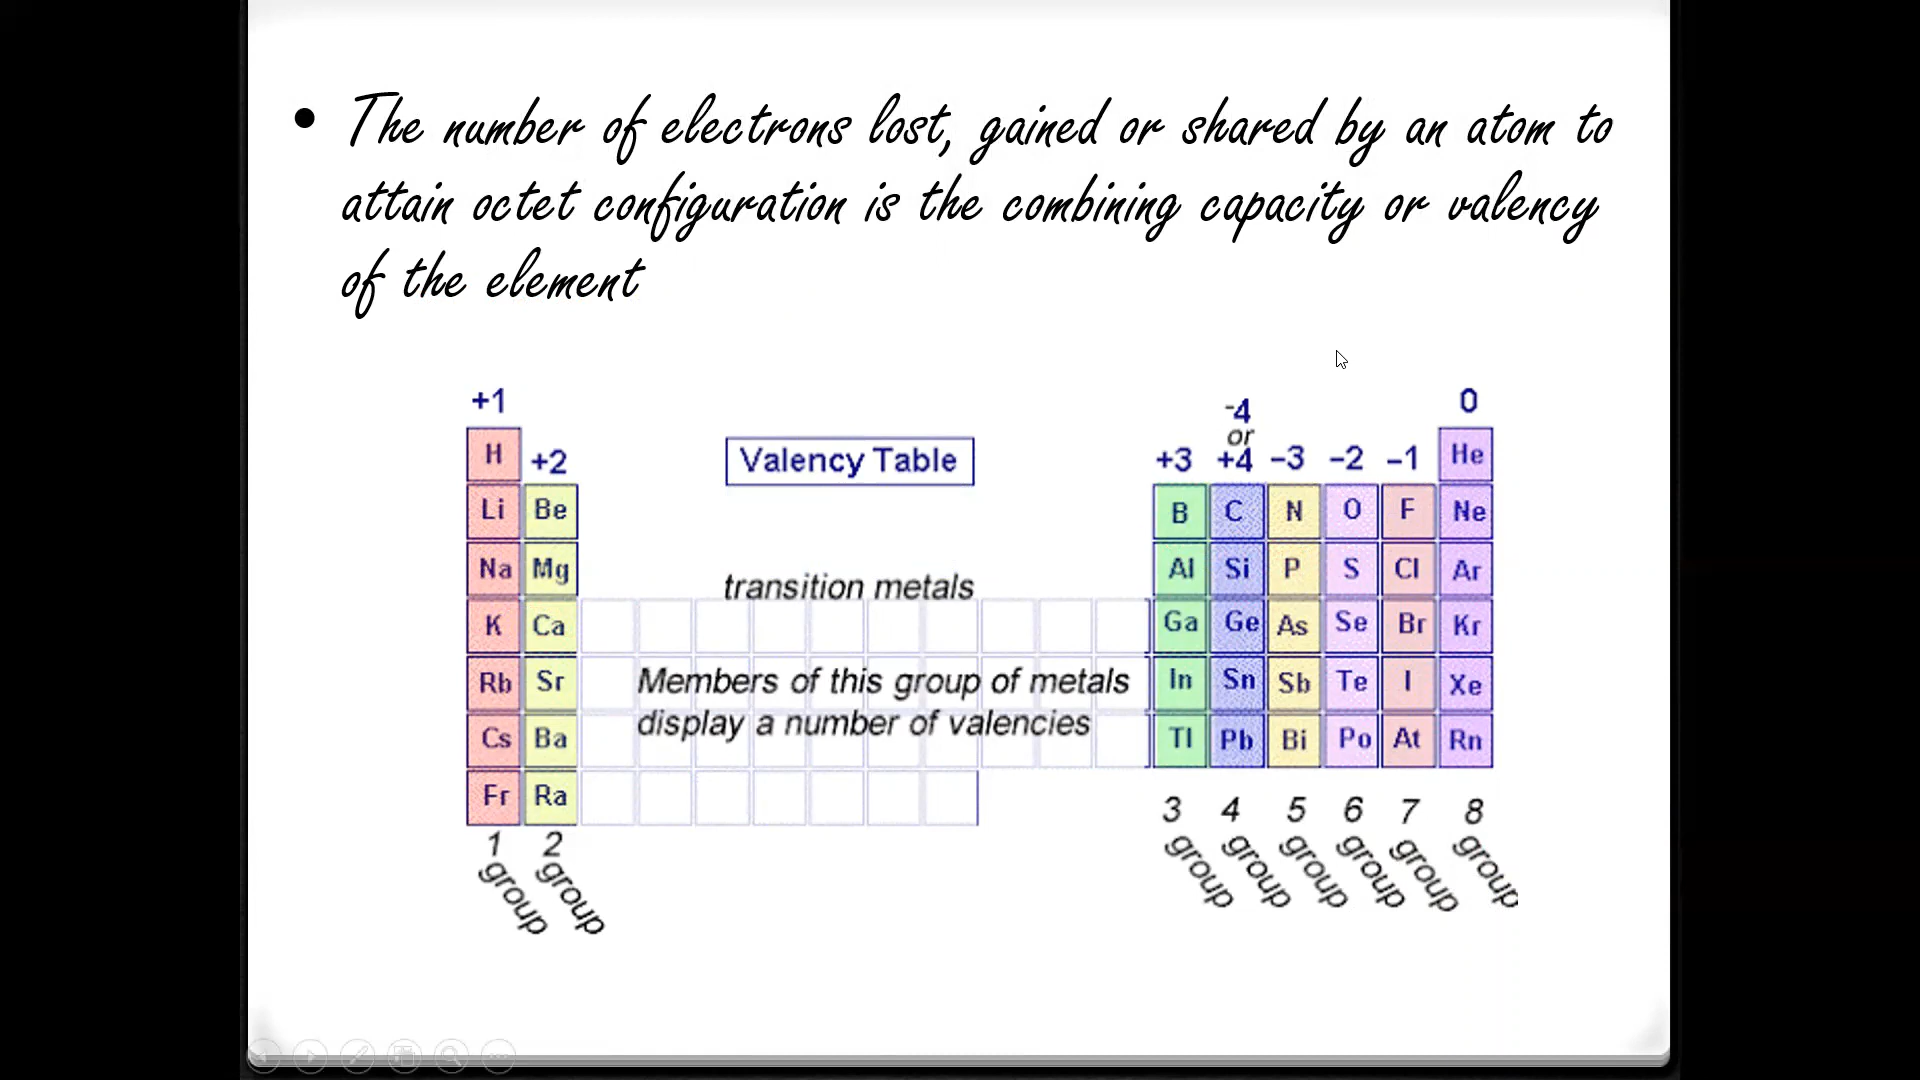 • The number of electrons lost, gained or shared by an atom to
attain octet configuration is the combining capacity or valency
of the element
+1 -4 0
or
H +2 Valency Table +3 +4 –3 –2 –1 He
Li Be B C N O F Ne
Na Mg Al Si P S Cl Ar
transition metals
K Ca Ga Ge As Se Br Kr
Rb Sr Members of this group of metals In Sn Sb Te I Xe
display a number of valencies
Cs Ba Tl Pb Bi Po At Rn
Fr Ra 3 4 5 6 7 8
1 2
group group group group group group group group